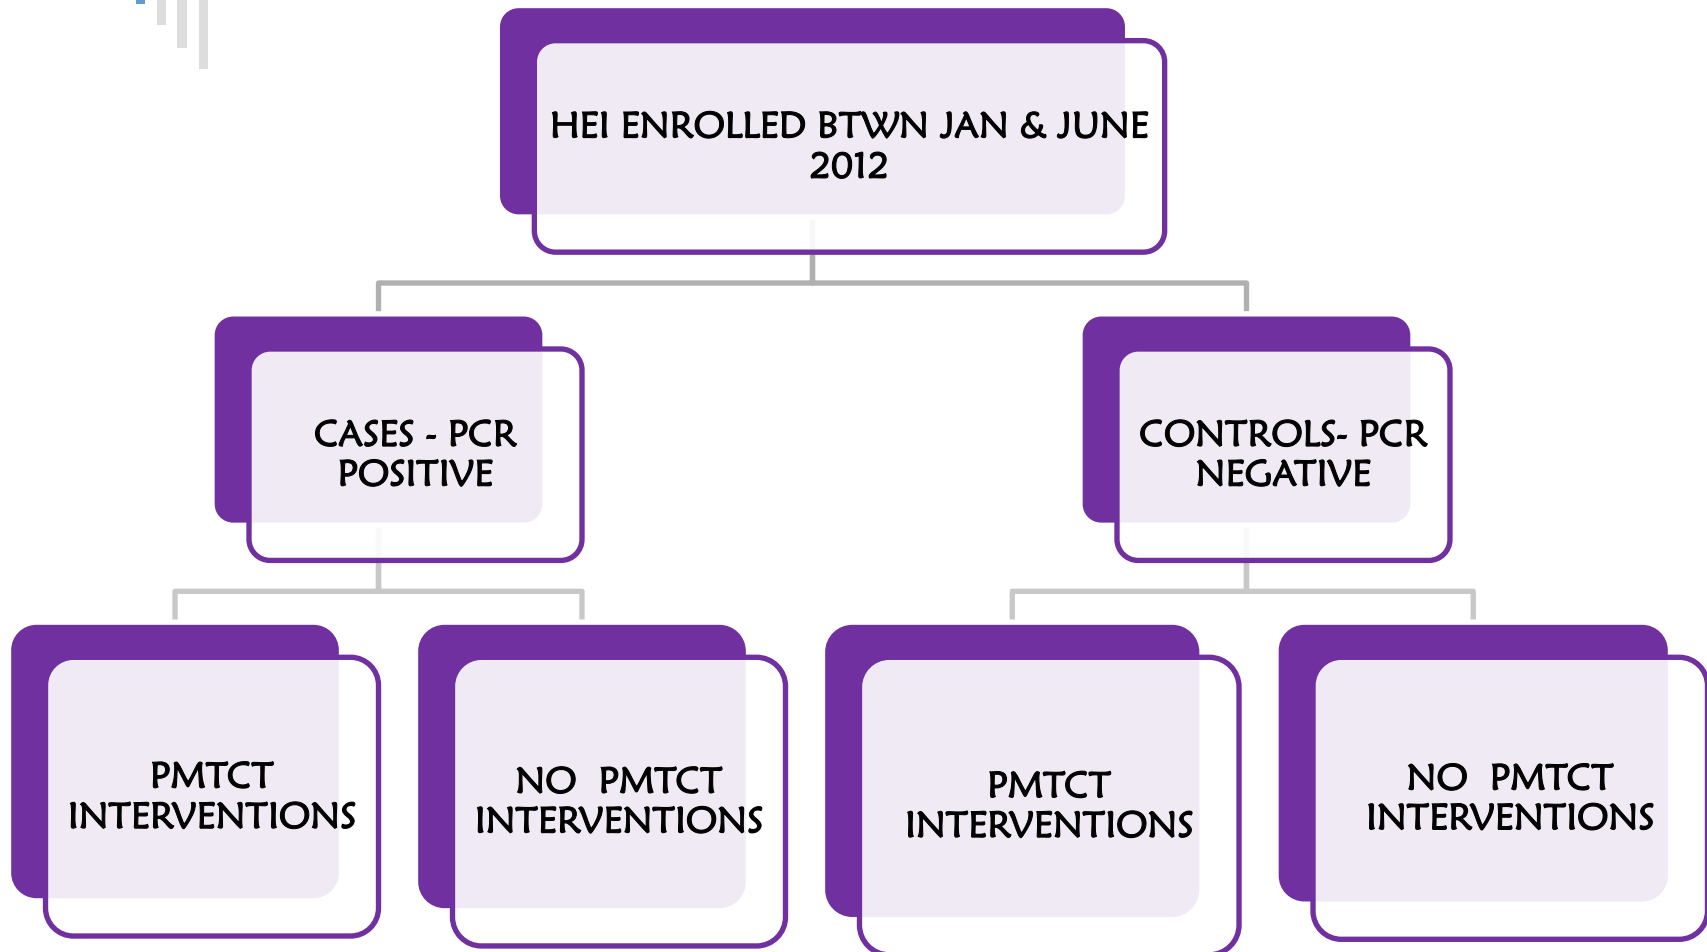 HEI ENROLLED BTWN JAN & JUNE
2012
CASES - PCR
POSITIVE
CONTROLS- PCR
NEGATIVE
PMTCT
INTERVENTIONS
NO PMTCT
INTERVENTIONS
PMTCT
INTERVENTIONS
NO PMTCT
INTERVENTIONS